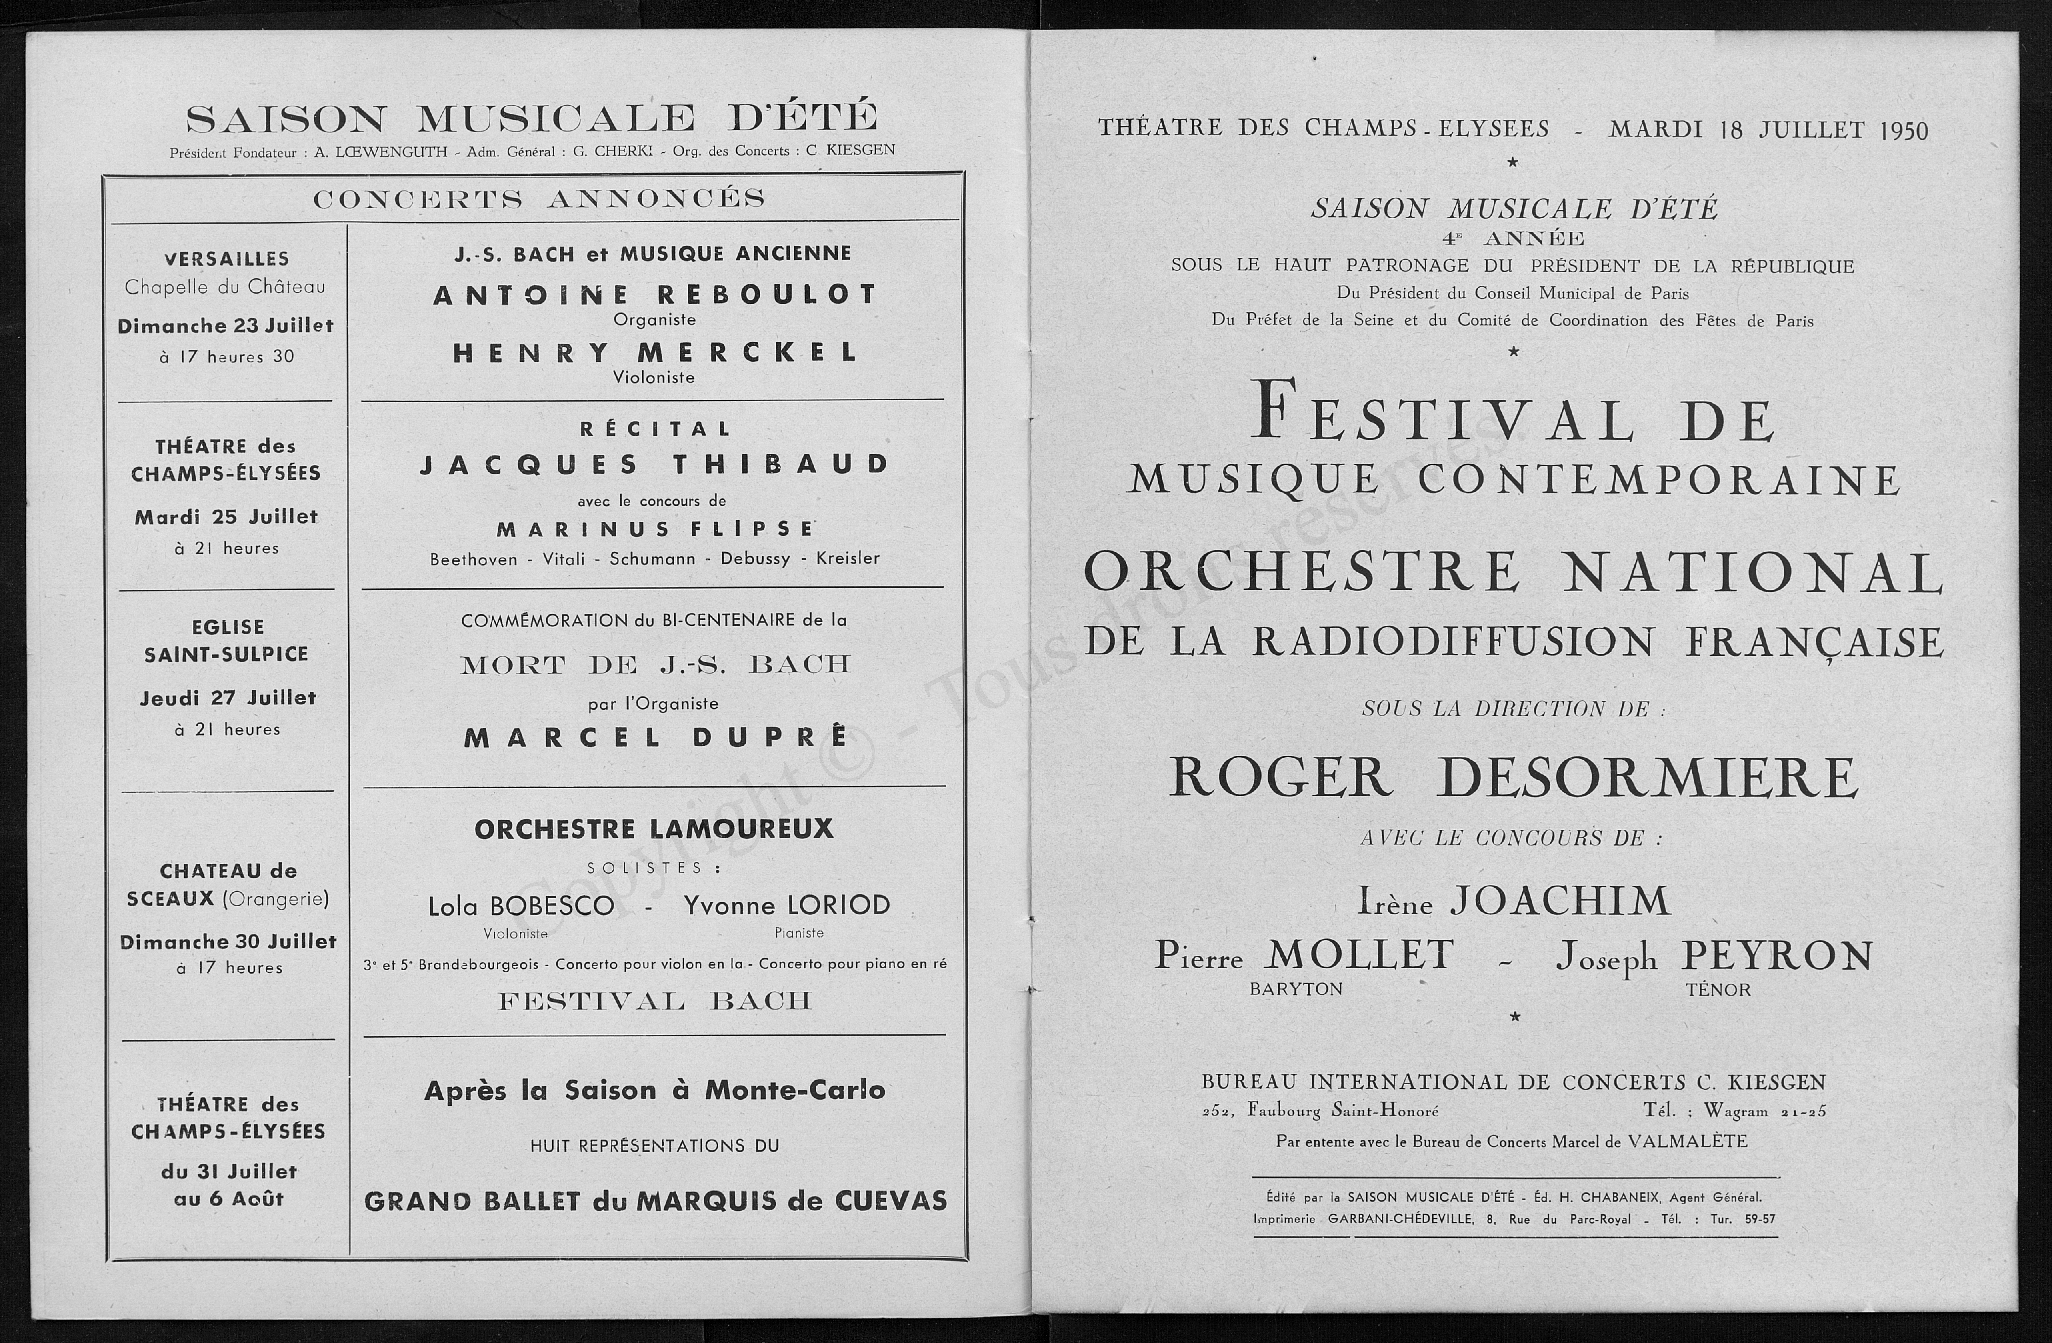 SAISON MUSICALE D'ÉTÉ
Président Fondateur : A. LŒWENGUTH - Adm. Général : G. CHERKI - Org. des Concerts : C. KIESGEN
CONCERTS ANNONCÉS
VERSAILLES
Chapelle du Château
Dimanche 23 Juillet
à 17 heures 30
J.-S. BACH et MUSIQUE ANCIENNE
ANTOINE REBOULOT
Organiste
HENRY MERCKEL
Violoniste
THÉATRE des
CHAMPS-ÉLYSÉES
Mardi 25 Juillet
à 21 heures
RÉCITAL
JACQUES THIBAUD
avec le concours de
MARINUS FLIPSE
Beethoven - Vitali - Schumann - Debussy - Kreisler
EGLISE
SAINT-SULPICE
Jeudi 27 Juillet
à 21 heures
COMMÉMORATION du BI-CENTENAIRE de la
MORT DE J.-S. BACH
par l'Organiste
MARCEL DUPRÉ
CHATEAU de
SCEAUX (Orangerie)
Dimanche 30 Juillet
à 17 heures
ORCHESTRE LAMOUREUX
SOLISTES :
Lola BOBESCO - Yvonne LORIOD
Violoniste Pianiste
3e et 5e Brandebourgeois - Concerto pour violon en la - Concerto pour piano en ré
FESTIVAL BACH
THÉATRE des
CHAMPS-ÉLYSÉES
du 31 Juillet
au 6 Août
Après la Saison à Monte-Carlo
HUIT REPRÉSENTATIONS DU
GRAND BALLET du MARQUIS de CUEVAS
THÉATRE DES CHAMPS-ELYSEES - MARDI 18 JUILLET 1950
★
SAISON MUSICALE D'ÉTÉ
4E ANNÉE
SOUS LE HAUT PATRONAGE DU PRÉSIDENT DE LA RÉPUBLIQUE
Du Président du Conseil Municipal de Paris
Du Préfet de la Seine et du Comité de Coordination des Fêtes de Paris
★
FESTIVAL DE
MUSIQUE CONTEMPORAINE
ORCHESTRE NATIONAL
DE LA RADIODIFFUSION FRANÇAISE
SOUS LA DIRECTION DE :
ROGER DESORMIERE
AVEC LE CONCOURS DE :
Irène JOACHIM
Pierre MOLLET - Joseph PEYRON
BARYTON TÉNOR
★
BUREAU INTERNATIONAL DE CONCERTS C. KIESGEN
252, Faubourg Saint-Honoré Tél. : Wagram 21-25
Par entente avec le Bureau de Concerts Marcel de VALMALÈTE
Édité par la SAISON MUSICALE D'ÉTÉ - Éd. H. CHABANEIX, Agent Général.
Imprimerie GARBANI-CHÉDEVILLE, 8, Rue du Parc-Royal - Tél. : Tur. 59-57
Copyright © - Tous droits réservés.